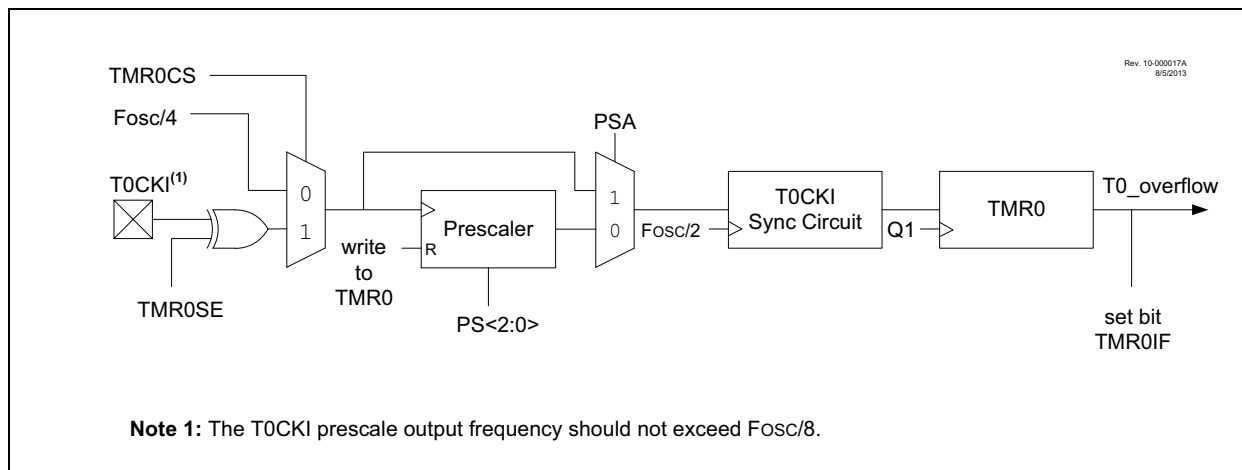 Rev. 10-000017A
8/5/2013
TMR0CS
Fosc/4
PSA
T0CKI(1)
0
1
write
to
TMR0
Prescaler
R
1
0
FOSC/2
T0CKI
Sync Circuit
Q1
TMR0
T0_overflow
TMR0SE
PS<2:0>
set bit
TMR0IF
Note 1: The T0CKI prescale output frequency should not exceed FOSC/8.